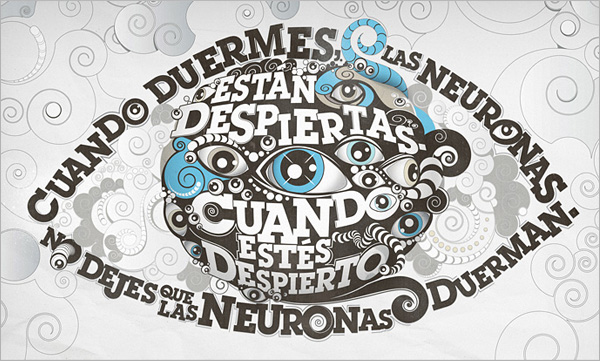 CUANDO DUERMES, LAS NEURONAS
ESTÁN
DESPIERTAS.
CUANDO
ESTÉS
DESPIERTO
NO DEJES QUE LAS NEURONAS DUERMAN.